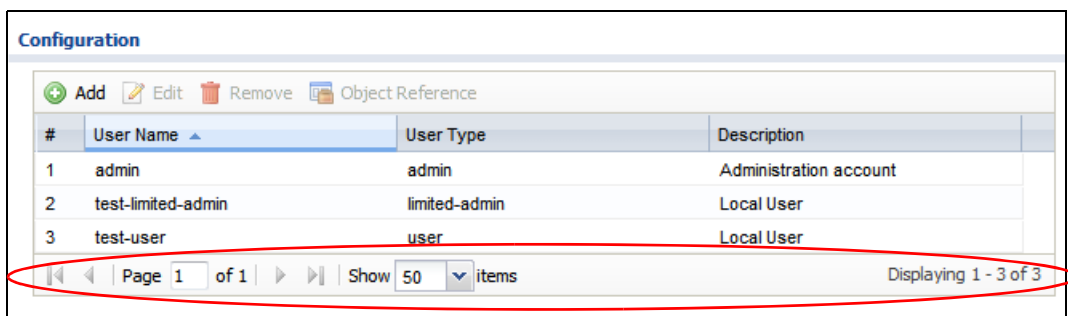 Configuration
Add Edit Remove Object Reference
# User Name User Type Description
1 admin admin Administration account
2 test-limited-admin limited-admin Local User
3 test-user user Local User
Page 1 of 1 Show 50 items Displaying 1 - 3 of 3